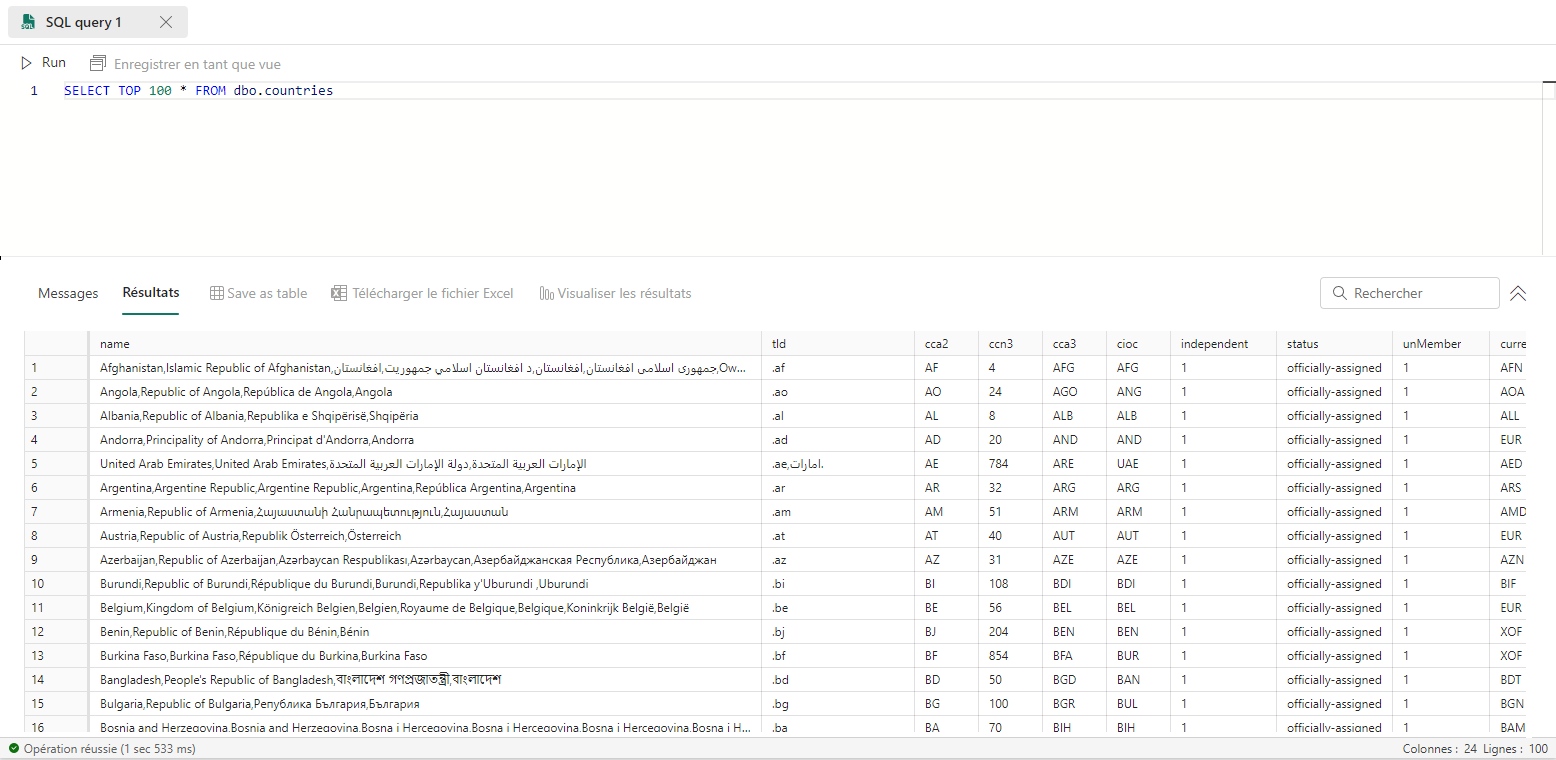 SQL query 1
Run Enregistrer en tant que vue
1 SELECT TOP 100 * FROM dbo.countries
Messages Résultats Save as table Télécharger le fichier Excel Visualiser les résultats Rechercher
name tld cca2 ccn3 cca3 cioc independent status unMember curre
1 Afghanistan,Islamic Republic of Afghanistan,جمهوری اسلامی افغانستان,افغانستان,د افغانستان اسلامي جمهوریت,افغانستان,Ow... .af AF 4 AFG AFG 1 officially-assigned 1 AFN
2 Angola,Republic of Angola,República de Angola,Angola .ao AO 24 AGO ANG 1 officially-assigned 1 AOA
3 Albania,Republic of Albania,Republika e Shqipërisë,Shqipëria .al AL 8 ALB ALB 1 officially-assigned 1 ALL
4 Andorra,Principality of Andorra,Principat d'Andorra,Andorra .ad AD 20 AND AND 1 officially-assigned 1 EUR
5 United Arab Emirates,United Arab Emirates,الإمارات العربية المتحدة,دولة الإمارات العربية المتحدة .ae,امارات. AE 784 ARE UAE 1 officially-assigned 1 AED
6 Argentina,Argentine Republic,Argentine Republic,Argentina,República Argentina,Argentina .ar AR 32 ARG ARG 1 officially-assigned 1 ARS
7 Armenia,Republic of Armenia,Հայաստանի Հանրապետություն,Հայաստան .am AM 51 ARM ARM 1 officially-assigned 1 AMD
8 Austria,Republic of Austria,Republik Österreich,Österreich .at AT 40 AUT AUT 1 officially-assigned 1 EUR
9 Azerbaijan,Republic of Azerbaijan,Azərbaycan Respublikası,Azərbaycan,Азербайджанская Республика,Азербайджан .az AZ 31 AZE AZE 1 officially-assigned 1 AZN
10 Burundi,Republic of Burundi,République du Burundi,Burundi,Republika y'Uburundi ,Uburundi .bi BI 108 BDI BDI 1 officially-assigned 1 BIF
11 Belgium,Kingdom of Belgium,Königreich Belgien,Belgien,Royaume de Belgique,Belgique,Koninkrijk België,België .be BE 56 BEL BEL 1 officially-assigned 1 EUR
12 Benin,Republic of Benin,République du Bénin,Bénin .bj BJ 204 BEN BEN 1 officially-assigned 1 XOF
13 Burkina Faso,Burkina Faso,République du Burkina,Burkina Faso .bf BF 854 BFA BUR 1 officially-assigned 1 XOF
14 Bangladesh,People's Republic of Bangladesh,বাংলাদেশ গণপ্রজাতন্ত্রী,বাংলাদেশ .bd BD 50 BGD BAN 1 officially-assigned 1 BDT
15 Bulgaria,Republic of Bulgaria,Република България,България .bg BG 100 BGR BUL 1 officially-assigned 1 BGN
16 Bosnia and Herzegovina,Bosnia and Herzegovina,Bosna i Hercegovina,Bosna i Hercegovina,Bosna i Hercegovina,Bosna i H... .ba BA 70 BIH BIH 1 officially-assigned 1 BAM
Opération réussie (1 sec 533 ms) Colonnes : 24 Lignes : 100